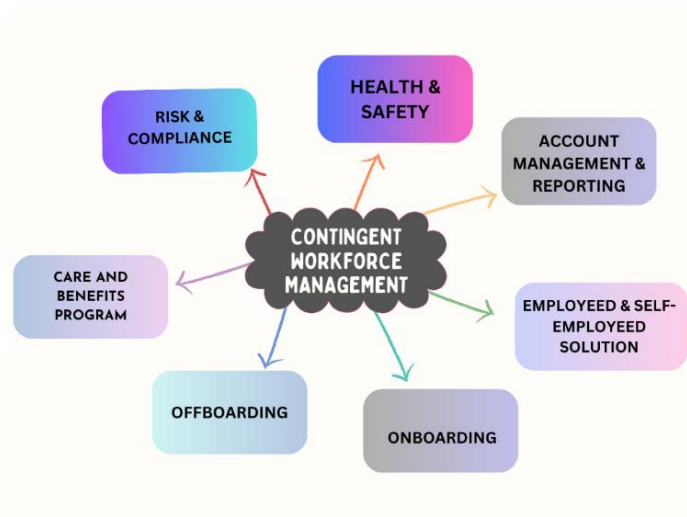 HEALTH &
SAFETY
RISK &
COMPLIANCE
ACCOUNT
MANAGEMENT &
REPORTING
CONTINGENT
WORKFORCE
MANAGEMENT
CARE AND
BENEFITS
PROGRAM
EMPLOYEED & SELF-
EMPLOYEED
SOLUTION
OFFBOARDING
ONBOARDING